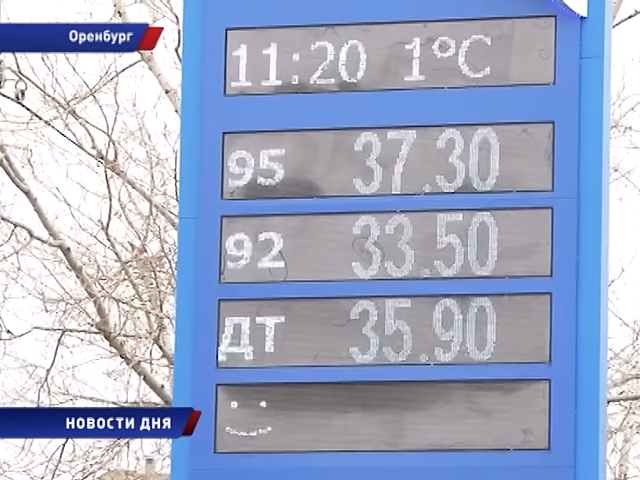 Оренбург
11:20 1°C
95 37.30
92 33.50
ДТ 35.90
НОВОСТИ ДНЯ